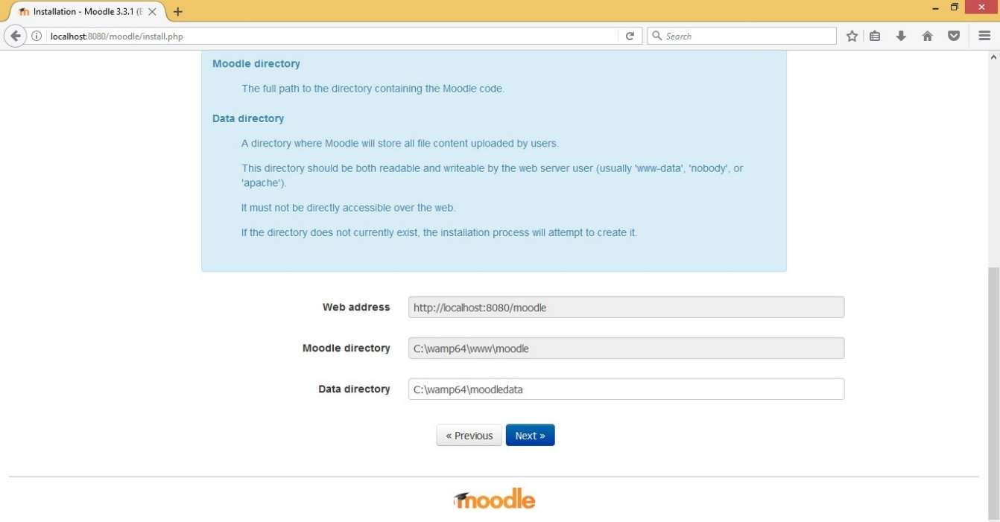 Installation - Moodle 3.3.1 (
localhost:8080/moodle/install.php
Search
Moodle directory
The full path to the directory containing the Moodle code.
Data directory
A directory where Moodle will store all file content uploaded by users.
This directory should be both readable and writeable by the web server user (usually 'www-data', 'nobody', or
'apache').
It must not be directly accessible over the web.
If the directory does not currently exist, the installation process will attempt to create it.
Web address
http://localhost:8080/moodle
Moodle directory
C:\wamp64\www\moodle
Data directory
C:\wamp64\moodledata
« Previous
Next »
moodle